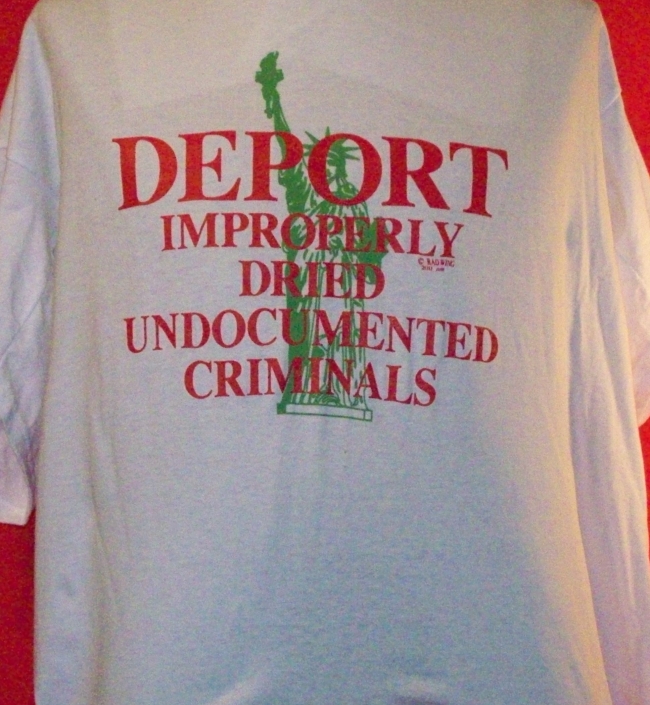 DEPORT
IMPROPERLY
DRIED
UNDOCUMENTED
CRIMINALS